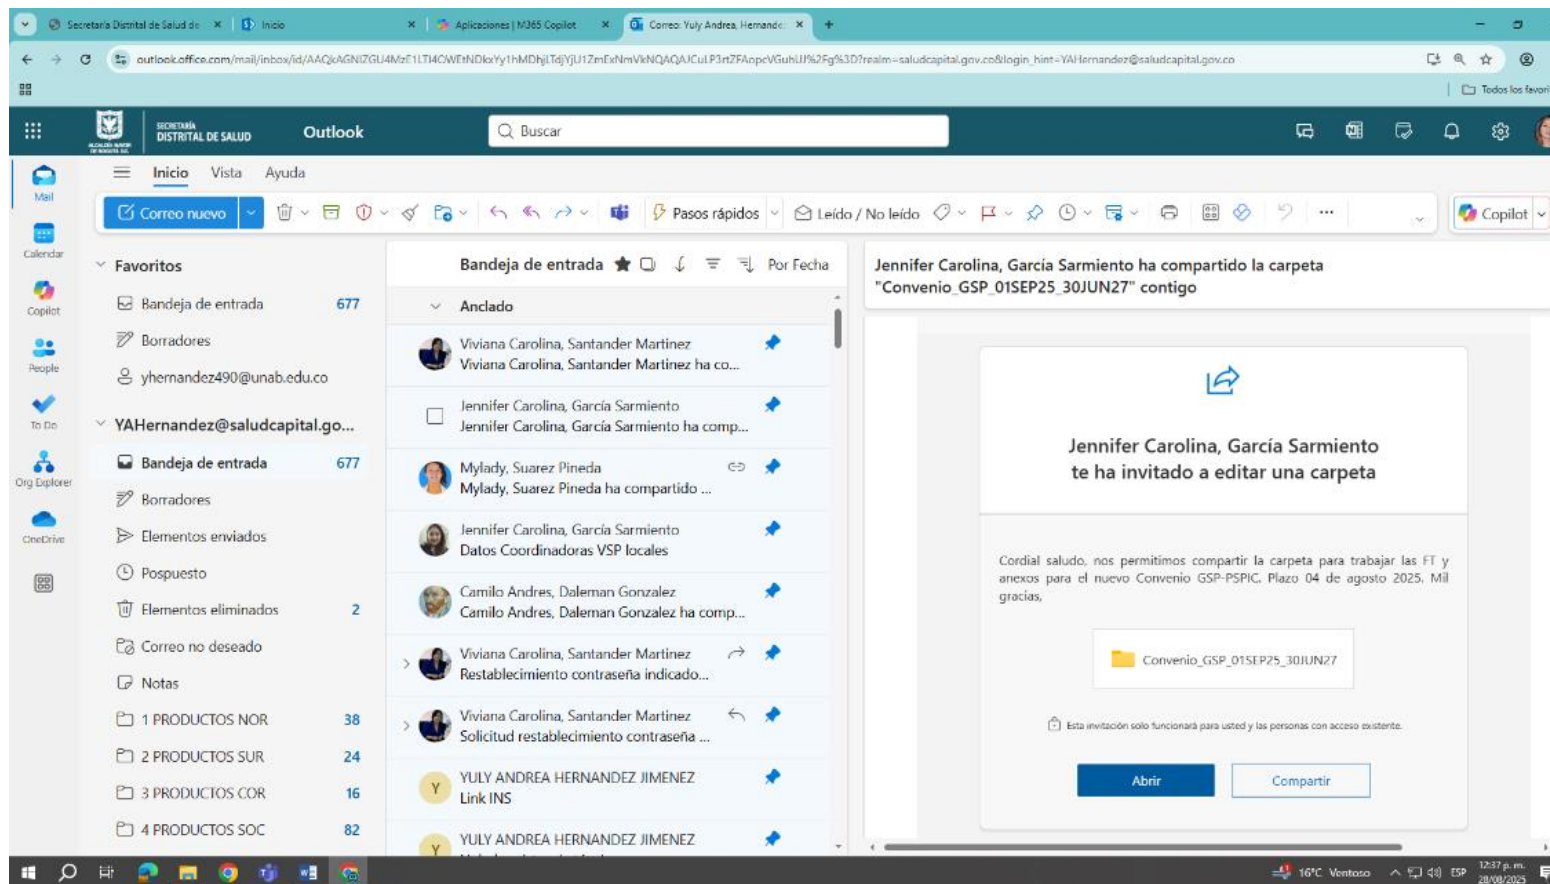 Secretaría Distrital de Salud de
Inicio
Aplicaciones | M365 Copilot
Correo: Yuly Andrea, Hernande
Todos los favori
SECRETARÍA
DISTRITAL DE SALUD
Outlook
Buscar
Inicio Vista Ayuda
Correo nuevo
Pasos rápidos
Leído / No leído
Copilot
Mail
Calendar
Copilot
People
To Do
Org Explorer
OneDrive
Favoritos
Bandeja de entrada 677
Borradores
yhernandez490@unab.edu.co
YAHernandez@saludcapital.go...
Bandeja de entrada 677
Borradores
Elementos enviados
Pospuesto
Elementos eliminados 2
Correo no deseado
Notas
1 PRODUCTOS NOR 38
2 PRODUCTOS SUR 24
3 PRODUCTOS COR 16
4 PRODUCTOS SOC 82
Bandeja de entrada
Por Fecha
Anclado
Viviana Carolina, Santander Martinez
Viviana Carolina, Santander Martinez ha co...
Jennifer Carolina, García Sarmiento
Jennifer Carolina, García Sarmiento ha comp...
Mylady, Suarez Pineda
Mylady, Suarez Pineda ha compartido ...
Jennifer Carolina, García Sarmiento
Datos Coordinadoras VSP locales
Camilo Andres, Daleman Gonzalez
Camilo Andres, Daleman Gonzalez ha comp...
Viviana Carolina, Santander Martinez
Restablecimiento contraseña indicado...
Viviana Carolina, Santander Martinez
Solicitud restablecimiento contraseña ...
Y
YULY ANDREA HERNANDEZ JIMENEZ
Link INS
Y
YULY ANDREA HERNANDEZ JIMENEZ
Jennifer Carolina, García Sarmiento ha compartido la carpeta
"Convenio_GSP_01SEP25_30JUN27" contigo
Jennifer Carolina, García Sarmiento
te ha invitado a editar una carpeta
Cordial saludo, nos permitimos compartir la carpeta para trabajar las FT y
anexos para el nuevo Convenio GSP-PSPIC. Plazo 04 de agosto 2025. Mil
gracias,
Convenio_GSP_01SEP25_30JUN27
Esta invitación solo funcionará para usted y las personas con acceso existente.
Abrir
Compartir
16°C Ventoso
ESP
12:37 p. m.
28/08/2025